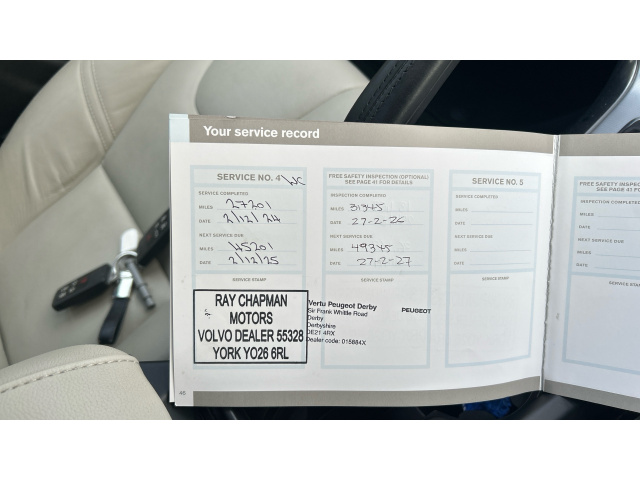 Your service record
SERVICE NO. 4 WC
SERVICE COMPLETED
MILES 27201
DATE 2/12/24
NEXT SERVICE DUE
MILES 45201
DATE 2/12/25
SERVICE STAMP
RAY CHAPMAN
MOTORS
VOLVO DEALER 55328
YORK YO26 6RL
46
FREE SAFETY INSPECTION (OPTIONAL)
SEE PAGE 41 FOR DETAILS
INSPECTION COMPLETED
MILES 31345
DATE 27-2-26
NEXT SERVICE DUE
MILES 49345
DATE 27-2-27
SERVICE STAMP
Vertu Peugeot Derby PEUGEOT
Sir Frank Whittle Road
Derby
Derbyshire
DE21 4RX
Dealer code: 015884X
SERVICE NO. 5
SERVICE COMPLETED
MILES
DATE
NEXT SERVICE DUE
MILES
DATE
SERVICE STAMP
FREE SAFETY INSPECTION
SEE PAGE 41
INSPECTION COMPLETED
MILES
DATE
NEXT SERVICE DUE
MILES
DATE